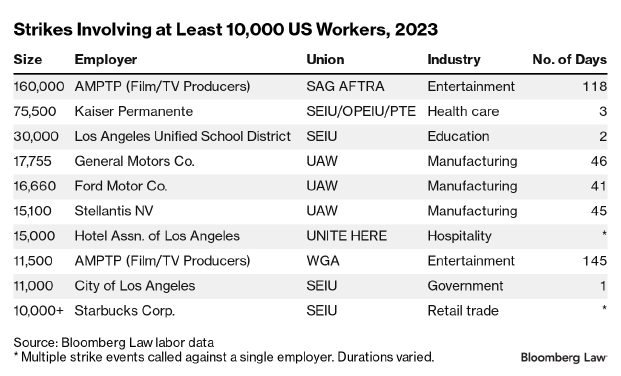 Strikes Involving at Least 10,000 US Workers, 2023
Size Employer Union Industry No. of Days
160,000 AMPTP (Film/TV Producers) SAG AFTRA Entertainment 118
75,500 Kaiser Permanente SEIU/OPEIU/PTE Health care 3
30,000 Los Angeles Unified School District SEIU Education 2
17,755 General Motors Co. UAW Manufacturing 46
16,660 Ford Motor Co. UAW Manufacturing 41
15,100 Stellantis NV UAW Manufacturing 45
15,000 Hotel Assn. of Los Angeles UNITE HERE Hospitality *
11,500 AMPTP (Film/TV Producers) WGA Entertainment 145
11,000 City of Los Angeles SEIU Government 1
10,000+ Starbucks Corp. SEIU Retail trade *
Source: Bloomberg Law labor data
* Multiple strike events called against a single employer. Durations varied.
Bloomberg Law